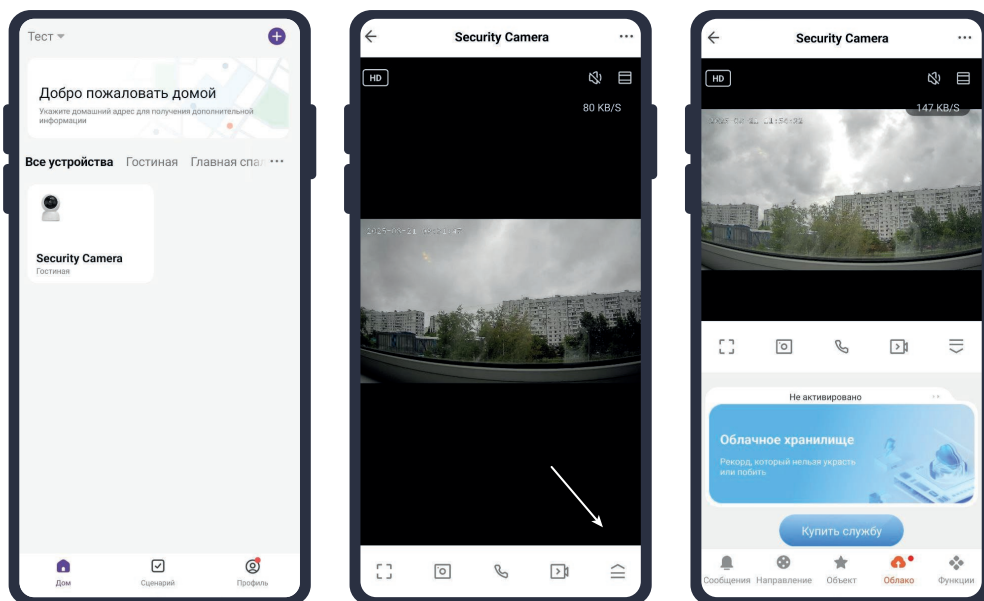 Тест
Добро пожаловать домой
Укажите домашний адрес для получения дополнительной
информации
Все устройства Гостиная Главная спа
Security Camera
Гостиная
Дом Сценарий Профиль
Security Camera
HD
80 KB/S
Security Camera
HD
147 KB/S
Не активировано
Облачное хранилище
Рекорд, который нельзя украсть
или побить
Купить службу
Сообщения Направление Объект Облако Функции